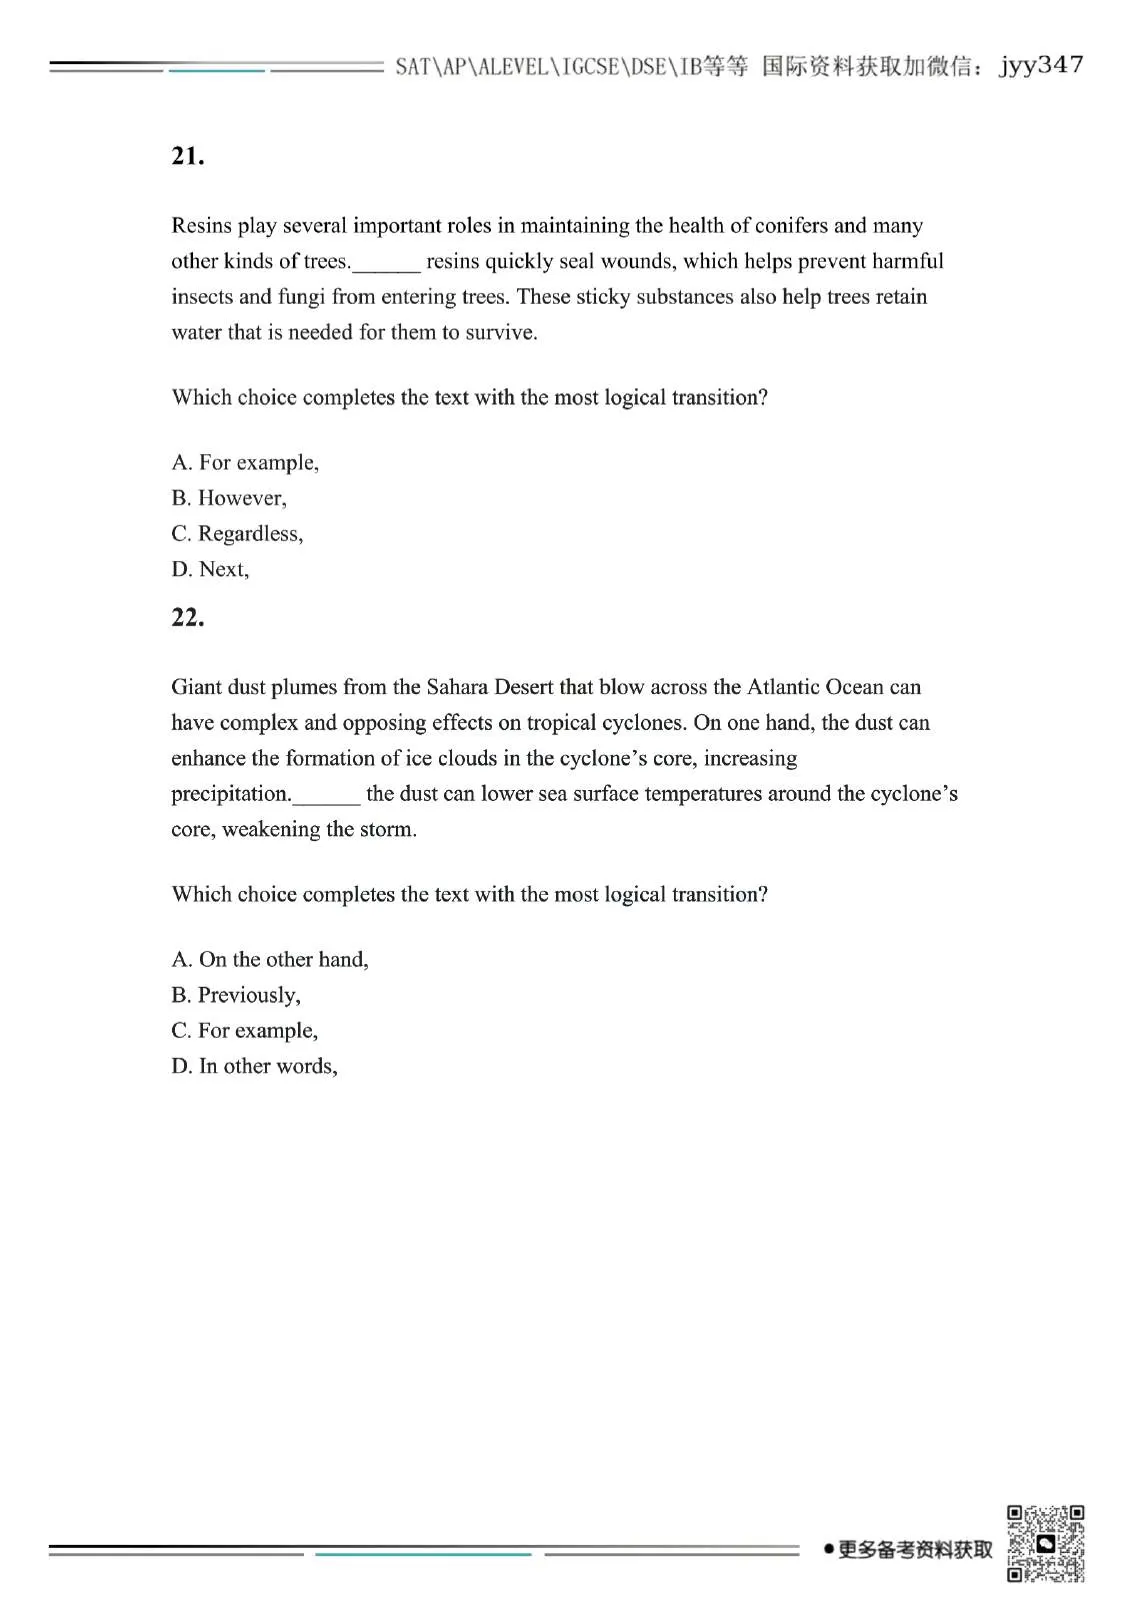 SAT\AP\ALEVEL\IGCSE\DSE\IB等等 国际资料获取加微信: jyy347
21.
Resins play several important roles in maintaining the health of conifers and many
other kinds of trees.______ resins quickly seal wounds, which helps prevent harmful
insects and fungi from entering trees. These sticky substances also help trees retain
water that is needed for them to survive.
Which choice completes the text with the most logical transition?
A. For example,
B. However,
C. Regardless,
D. Next,
22.
Giant dust plumes from the Sahara Desert that blow across the Atlantic Ocean can
have complex and opposing effects on tropical cyclones. On one hand, the dust can
enhance the formation of ice clouds in the cyclone’s core, increasing
precipitation.______ the dust can lower sea surface temperatures around the cyclone’s
core, weakening the storm.
Which choice completes the text with the most logical transition?
A. On the other hand,
B. Previously,
C. For example,
D. In other words,
●更多备考资料获取